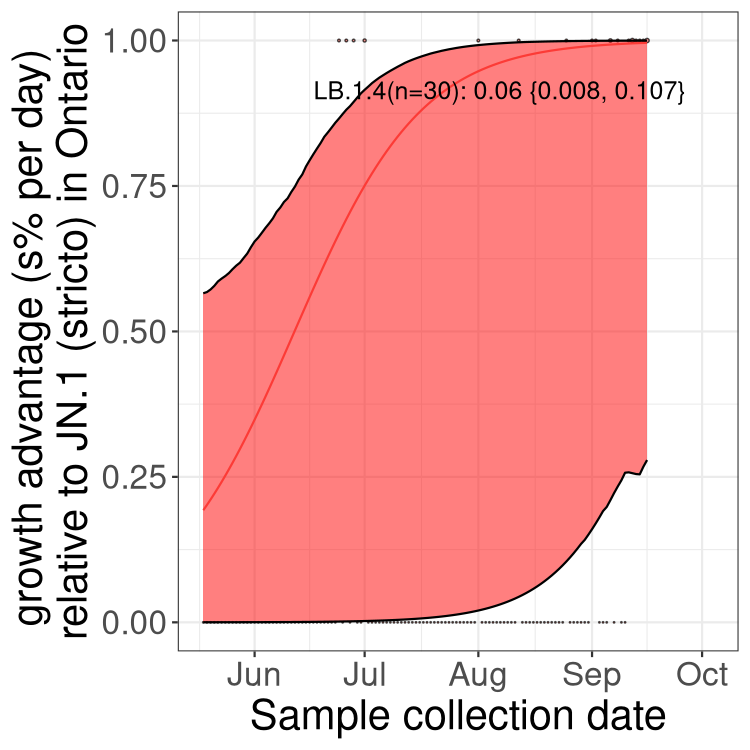 growth advantage (s% per day)
relative to JN.1 (stricto) in Ontario
1.00
0.75
0.50
0.25
0.00
LB.1.4(n=30): 0.06 {0.008, 0.107}
Jun Jul Aug Sep Oct
Sample collection date